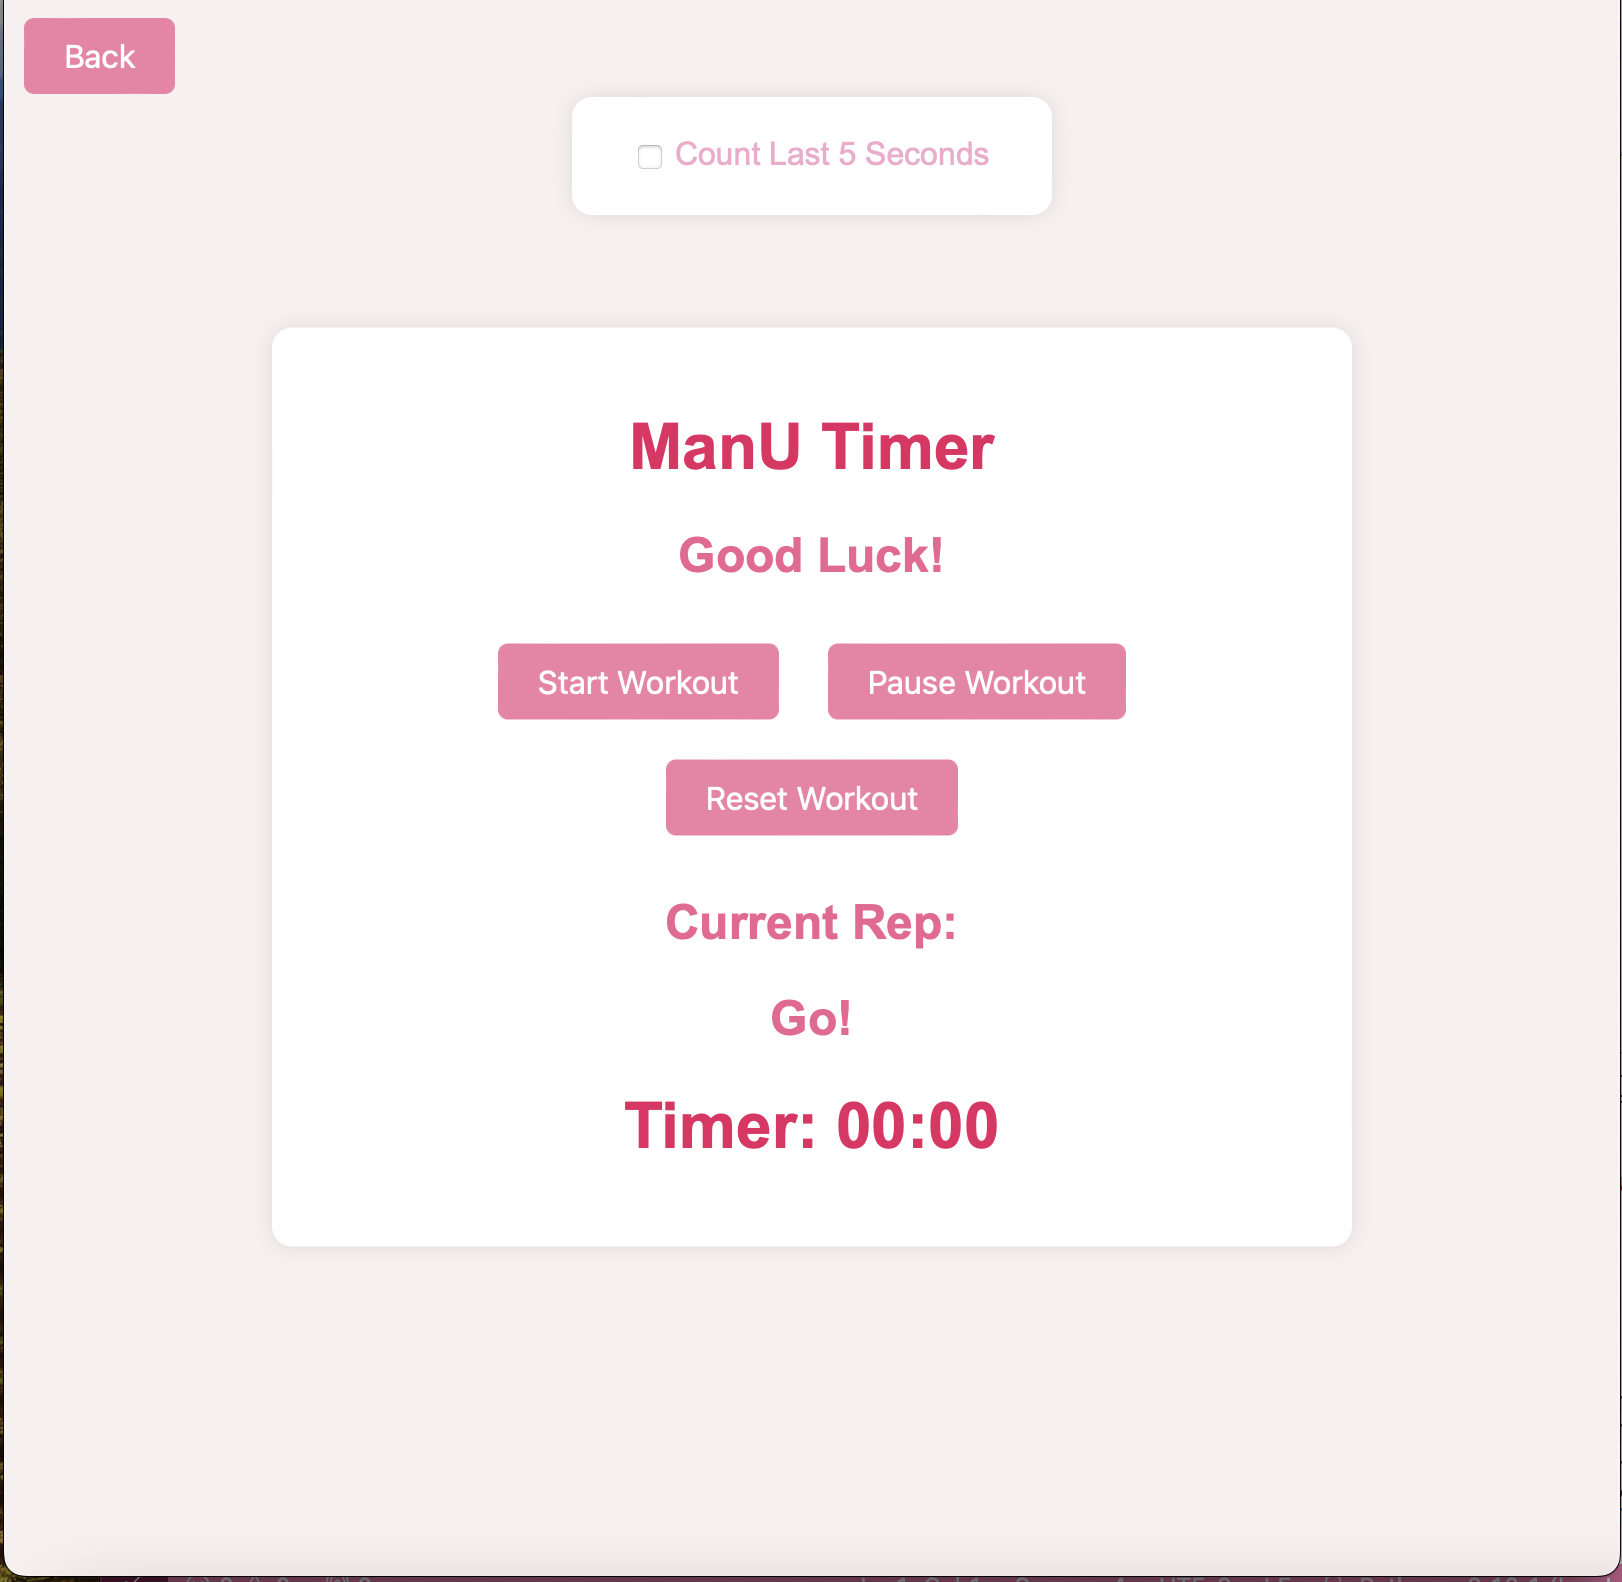 Back
Count Last 5 Seconds
ManU Timer
Good Luck!
Start Workout Pause Workout
Reset Workout
Current Rep:
Go!
Timer: 00:00